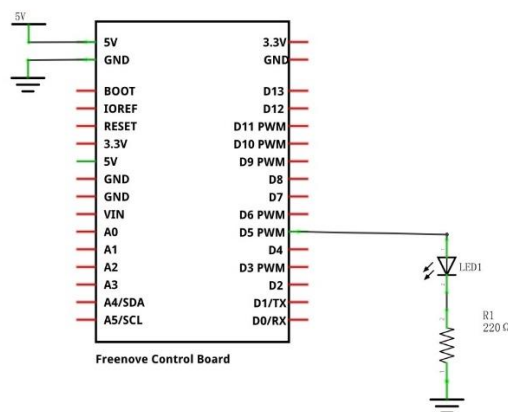 5V
5V
GND
BOOT
IOREF
RESET
3.3V
5V
GND
GND
VIN
A0
A1
A2
A3
A4/SDA
A5/SCL
3.3V
GND
D13
D12
D11 PWM
D10 PWM
D9 PWM
D8
D7
D6 PWM
D5 PWM
D4
D3 PWM
D2
D1/TX
D0/RX
LED1
R1
220 Ω
Freenove Control Board